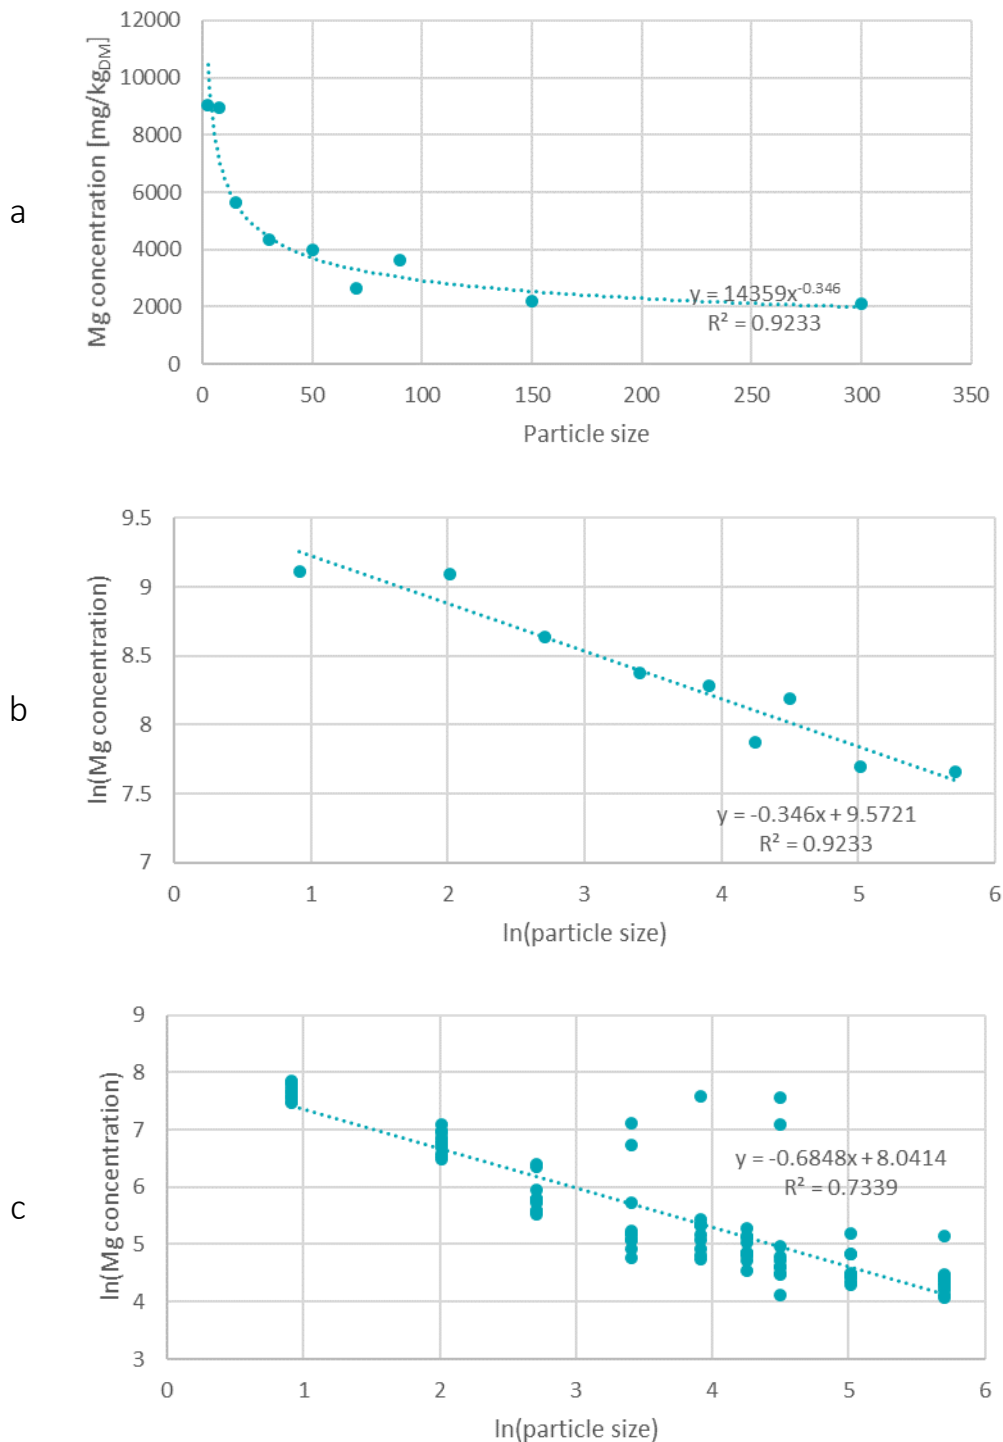 a
Mg concentration [mg/kgDM]
12000
10000
8000
6000
4000
2000
0
y = 14359x^-0.346
R² = 0.9233
0 50 100 150 200 250 300 350
Particle size
b
ln(Mg concentration)
9.5
9
8.5
8
7.5
7
y = -0.346x + 9.5721
R² = 0.9233
0 1 2 3 4 5 6
ln(particle size)
c
ln(Mg concentration)
9
8
7
6
5
4
3
y = -0.6848x + 8.0414
R² = 0.7339
0 1 2 3 4 5 6
ln(particle size)